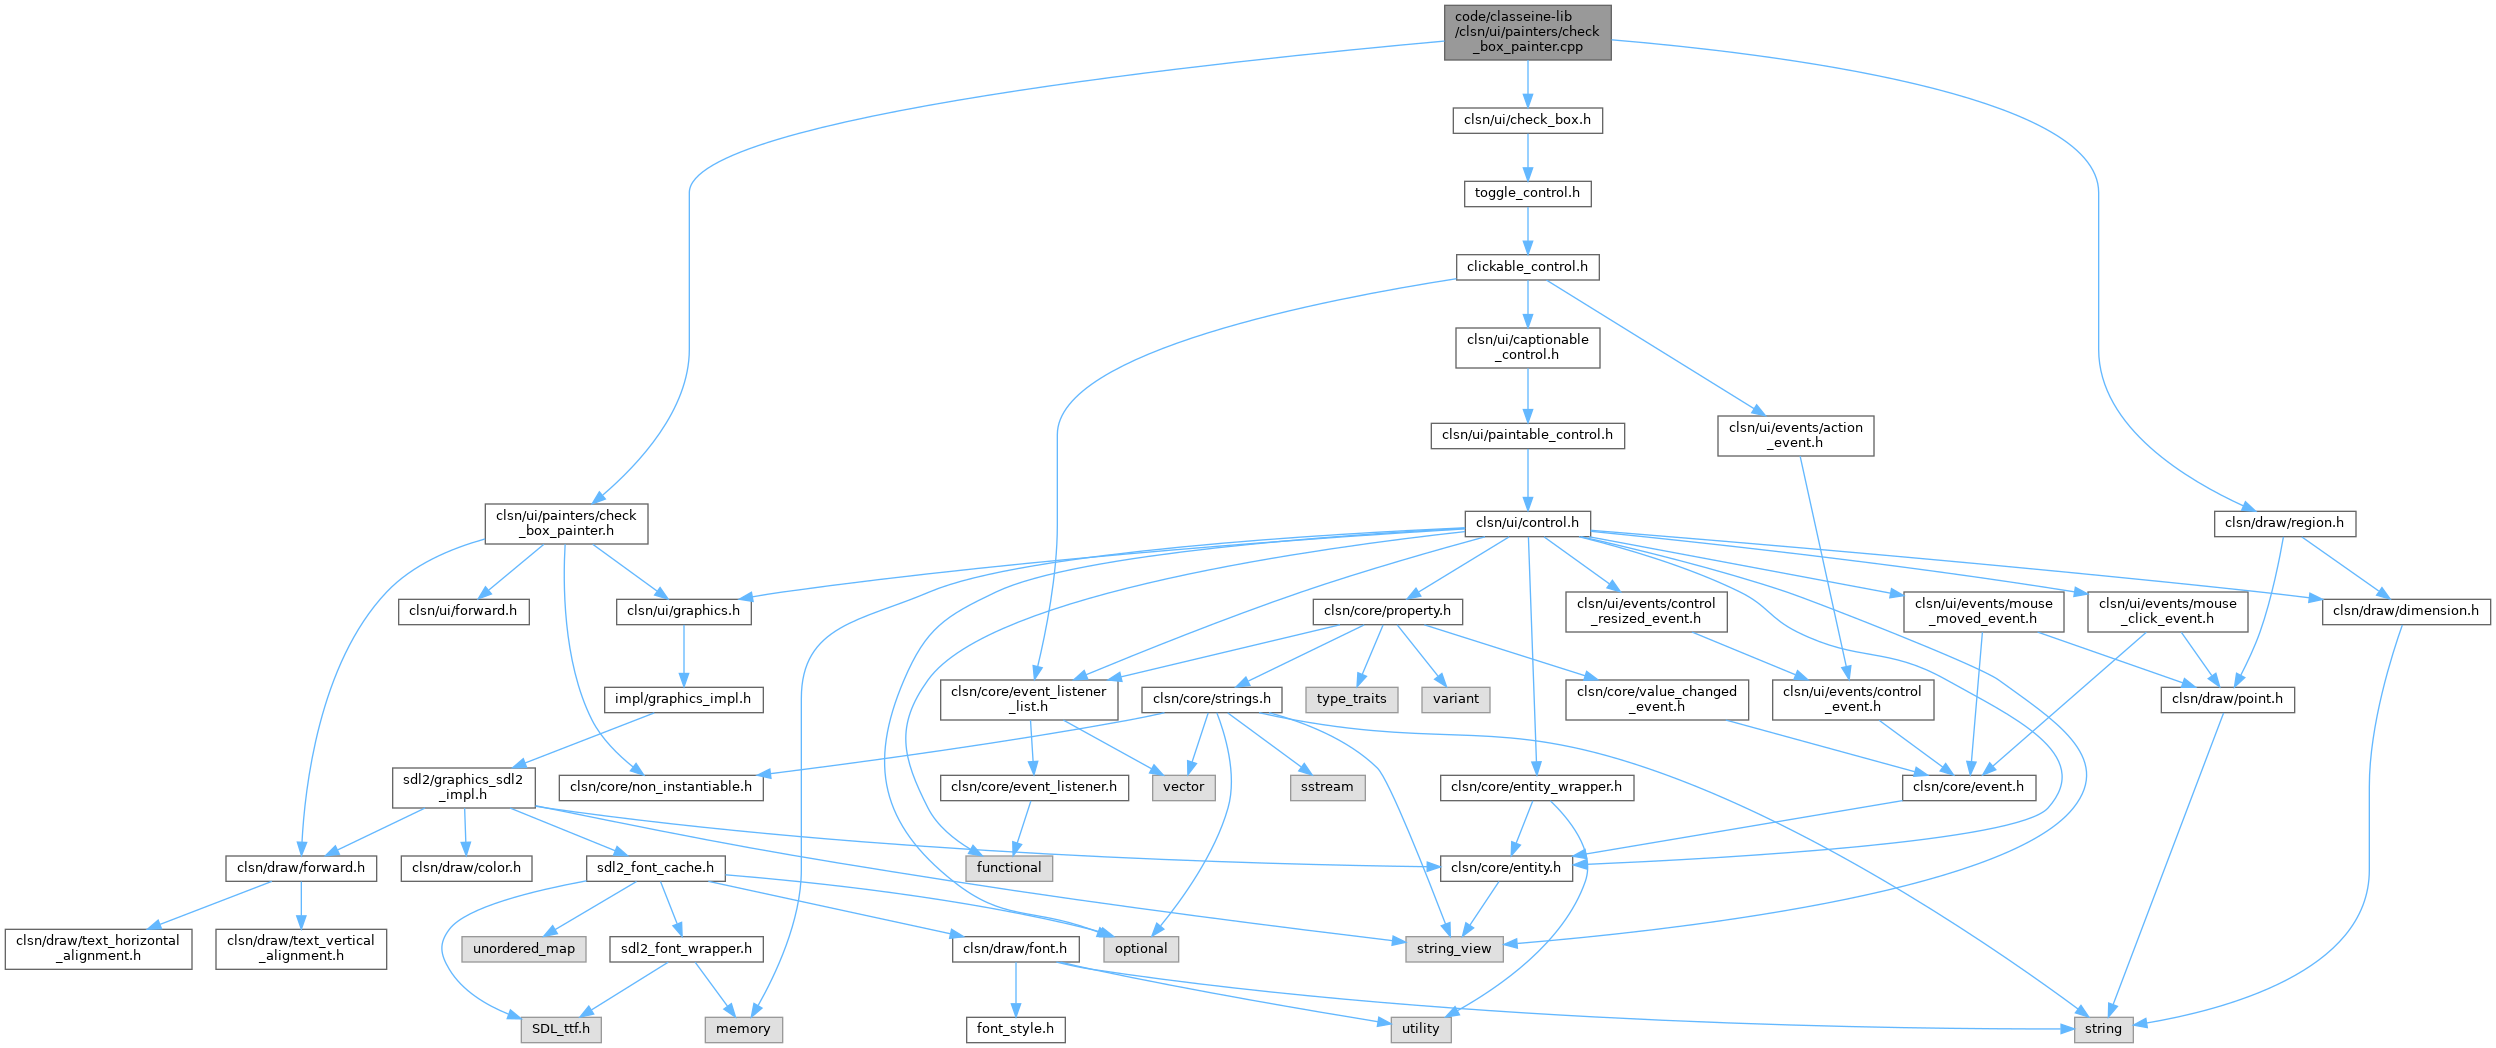 code/classeine-lib
/clsn/ui/painters/check
_box_painter.cpp
clsn/ui/check_box.h
toggle_control.h
clickable_control.h
clsn/ui/captionable
_control.h
clsn/ui/events/action
_event.h
clsn/ui/paintable_control.h
clsn/ui/painters/check
_box_painter.h
clsn/ui/control.h
clsn/draw/region.h
clsn/ui/forward.h
clsn/ui/graphics.h
clsn/core/property.h
clsn/ui/events/control
_resized_event.h
clsn/ui/events/mouse
_moved_event.h
clsn/ui/events/mouse
_click_event.h
clsn/draw/dimension.h
impl/graphics_impl.h
clsn/core/event_listener
_list.h
clsn/core/strings.h
type_traits
variant
clsn/core/value_changed
_event.h
clsn/ui/events/control
_event.h
clsn/draw/point.h
sdl2/graphics_sdl2
_impl.h
clsn/core/non_instantiable.h
clsn/core/event_listener.h
vector
sstream
clsn/core/entity_wrapper.h
clsn/core/event.h
clsn/draw/forward.h
clsn/draw/color.h
sdl2_font_cache.h
functional
clsn/core/entity.h
clsn/draw/text_horizontal
_alignment.h
clsn/draw/text_vertical
_alignment.h
unordered_map
sdl2_font_wrapper.h
clsn/draw/font.h
optional
string_view
SDL_ttf.h
memory
font_style.h
utility
string